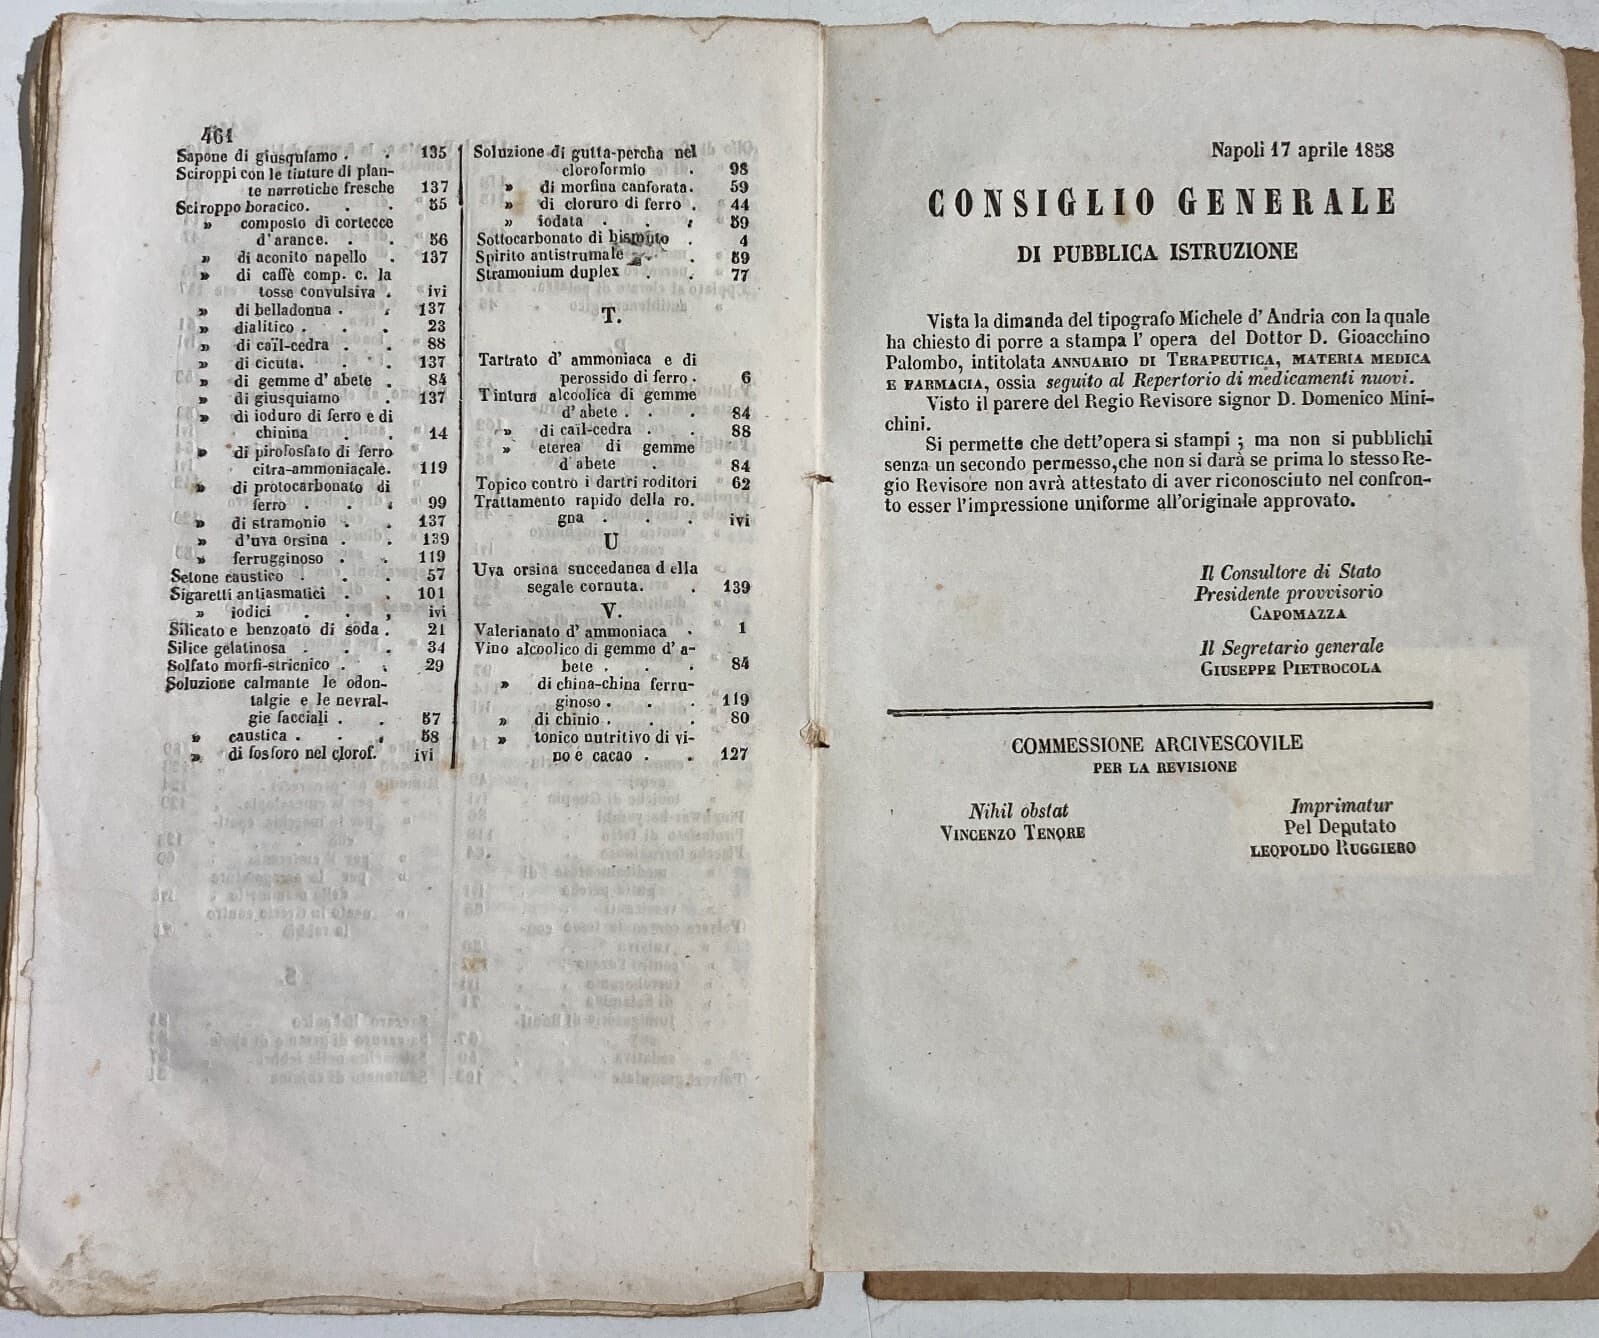 461
Sapone di giusquiamo . . 135
Sciroppi con le tinture di plan-
te narrotiche fresche 137
Sciroppo boracico. . . 55
» composto di cortecce
d'arance. . . 56
» di aconito napello . 137
» di caffè comp. c. la
tosse convulsiva . ivi
» di belladonna . . 137
» dialitico . . . 23
» di caïl-cedra . . 88
» di cicuta. . . 137
» di gemme d' abete . 84
» di giusquiamo . 137
» di ioduro di ferro e di
chinina . . 14
» di pirofosfato di ferro
citra-ammoniacale. 119
» di protocarbonato di
ferro . . . 99
» di stramonio . . 137
» d'uva orsina . . 139
» ferrugginoso . . 119
Setone caustico . . . 57
Sigaretti antiasmatici . . 101
» iodici . . , ivi
Silicato e benzoato di soda . 21
Silice gelatinosa . . . 34
Solfato morfi-stricnico . . 29
Soluzione calmante le odon-
talgie e le nevral-
gie facciali . . 57
» caustica . . . 58
» di fosforo nel clorof. ivi
Soluzione di gutta-percha nel
cloroformio . 98
» di morfina canforata. 59
» di cloruro di ferro . 44
» iodata . . . 59
Sottocarbonato di bismuto . 4
Spirito antistrumale . . 59
Stramonium duplex . . 77
T.
Tartrato d' ammoniaca e di
perossido di ferro . 6
Tintura alcoolica di gemme
d' abete . . . 84
» di caïl-cedra . . 88
» eterea di gemme
d'abete . 84
Topico contro i dartri roditori 62
Trattamento rapido della ro.
gna . . . ivi
U
Uva orsina succedanea d ella
segale cornuta. . 139
V.
Valerianato d' ammoniaca . 1
Vino alcoolico di gemme d' a-
bete . . . 84
» di china-china ferru-
ginoso . . . 119
» di chinio . . . 80
» tonico nutritivo di vi-
no e cacao . . 127
Napoli 17 aprile 1858
CONSIGLIO GENERALE
DI PUBBLICA ISTRUZIONE
Vista la dimanda del tipografo Michele d' Andria con la quale
ha chiesto di porre a stampa l' opera del Dottor D. Gioacchino
Palombo, intitolata ANNUARIO DI TERAPEUTICA, MATERIA MEDICA
E FARMACIA, ossia seguito al Repertorio di medicamenti nuovi.
Visto il parere del Regio Revisore signor D. Domenico Mini-
chini.
Si permette che dett'opera si stampi ; ma non si pubblichi
senza un secondo permesso, che non si darà se prima lo stesso Re-
gio Revisore non avrà attestato di aver riconosciuto nel confron-
to esser l'impressione uniforme all'originale approvato.
Il Consultore di Stato
Presidente provvisorio
CAPOMAZZA
Il Segretario generale
GIUSEPPE PIETROCOLA
COMMESSIONE ARCIVESCOVILE
PER LA REVISIONE
Nihil obstat
VINCENZO TENORE
Imprimatur
Pel Deputato
LEOPOLDO RUGGIERO